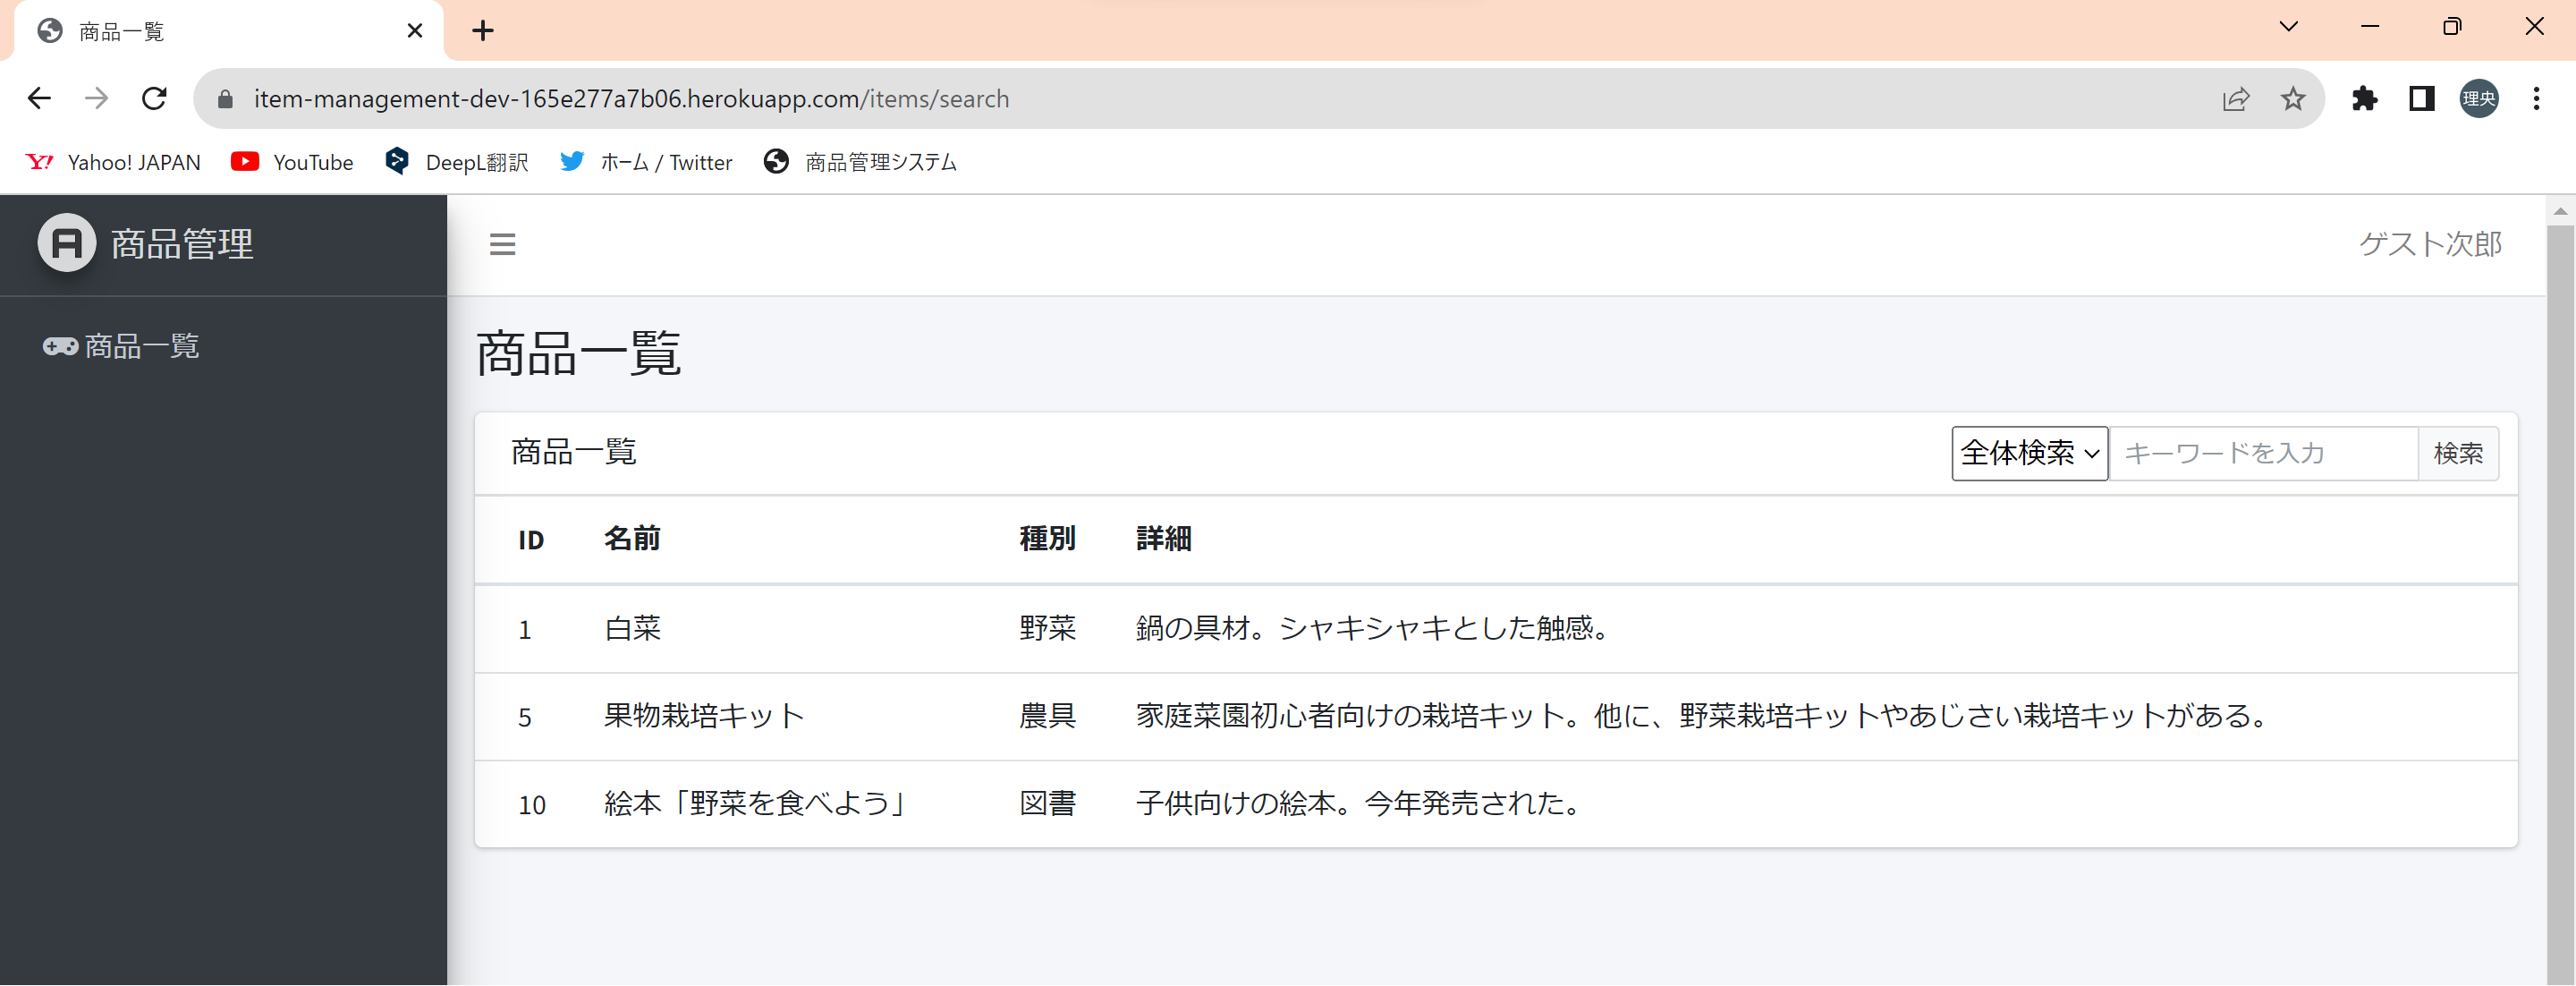 商品一覧
item-management-dev-165e277a7b06.herokuapp.com/items/search
理央
Yahoo! JAPAN YouTube DeepL翻訳 ホーム / Twitter 商品管理システム
商品管理
ゲスト次郎
商品一覧
商品一覧
商品一覧 全体検索 キーワードを入力 検索
ID 名前 種別 詳細
1 白菜 野菜 鍋の具材。シャキシャキとした触感。
5 果物栽培キット 農具 家庭菜園初心者向けの栽培キット。他に、野菜栽培キットやあじさい栽培キットがある。
10 絵本「野菜を食べよう」 図書 子供向けの絵本。今年発売された。